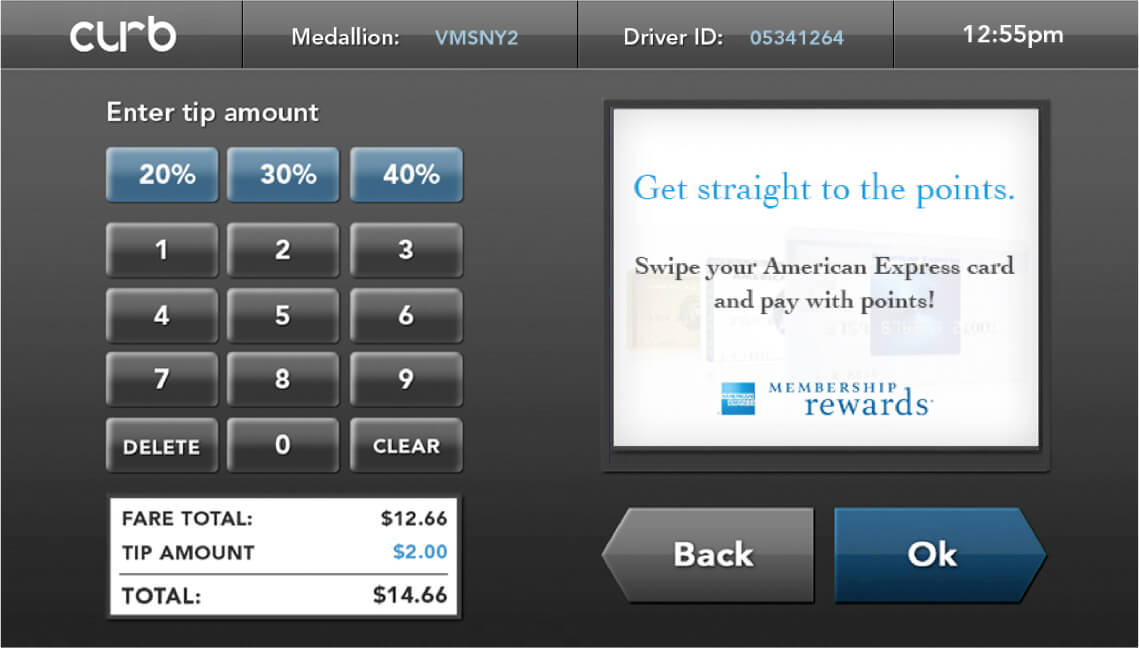 curb
Medallion: VMSNY2
Driver ID: 05341264
12:55pm
Enter tip amount
20% 30% 40%
1 2 3
4 5 6
7 8 9
DELETE 0 CLEAR
FARE TOTAL: $12.66
TIP AMOUNT $2.00
TOTAL: $14.66
Get straight to the points.
Swipe your American Express card
and pay with points!
AMERICAN
EXPRESS
MEMBERSHIP
rewards
Back
Ok